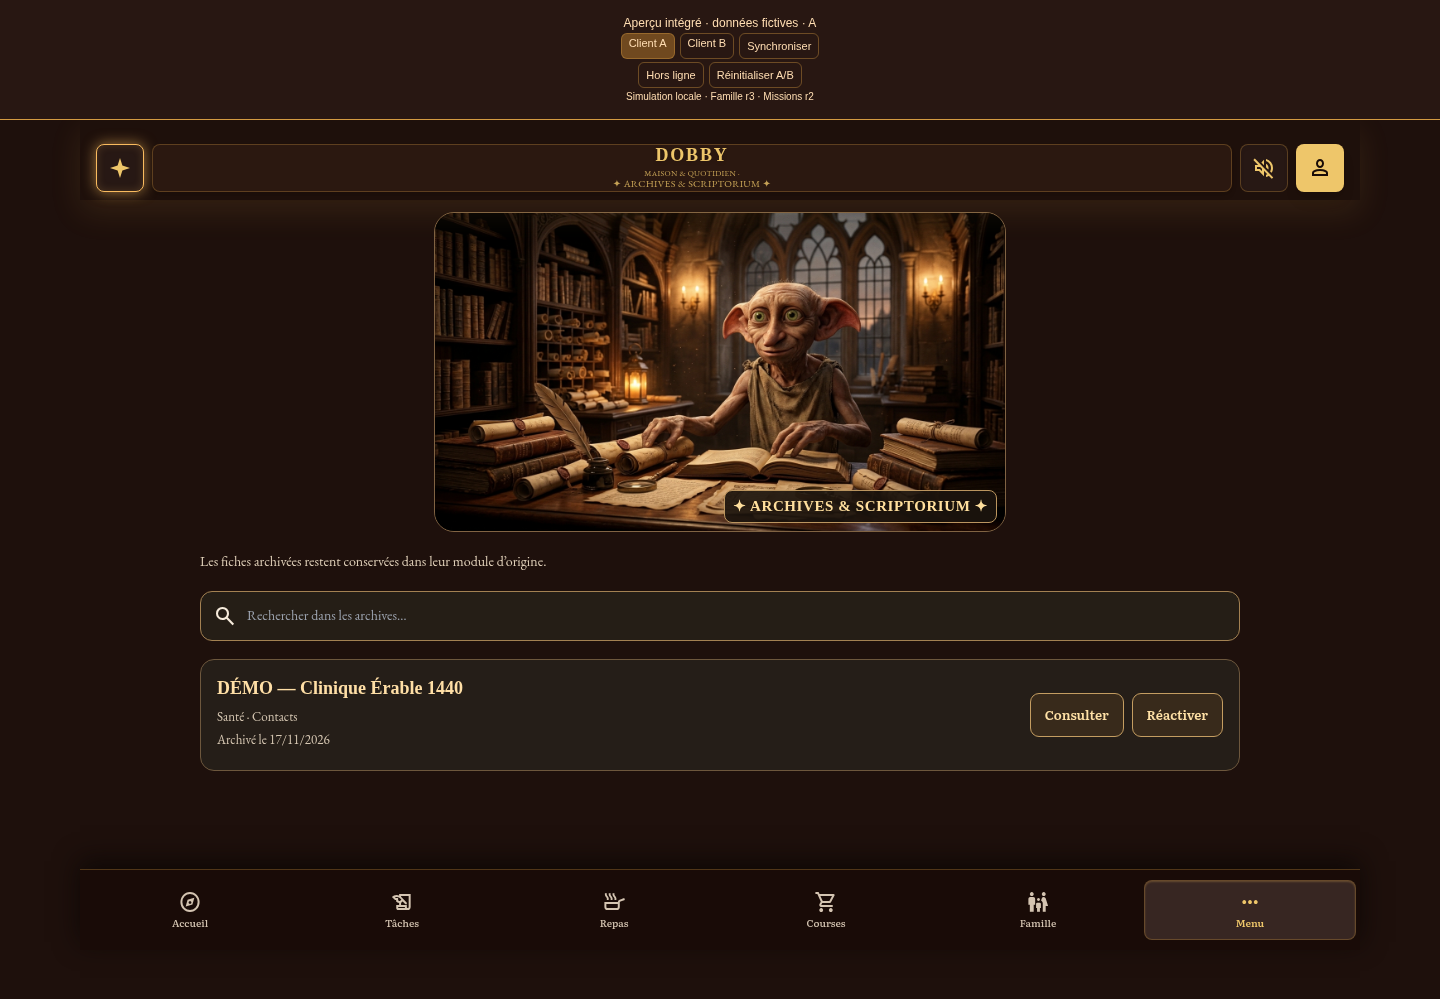 Aperçu intégré · données fictives · A
Client A
Client B
Synchroniser
Hors ligne
Réinitialiser A/B
Simulation locale · Famille r3 · Missions r2
DOBBY
MAISON & QUOTIDIEN ·
✦ ARCHIVES & SCRIPTORIUM ✦
✦ ARCHIVES & SCRIPTORIUM ✦
Les fiches archivées restent conservées dans leur module d’origine.
Rechercher dans les archives…
DÉMO — Clinique Érable 1440
Santé · Contacts
Archivé le 17/11/2026
Consulter
Réactiver
Accueil
Tâches
Repas
Courses
Famille
Menu